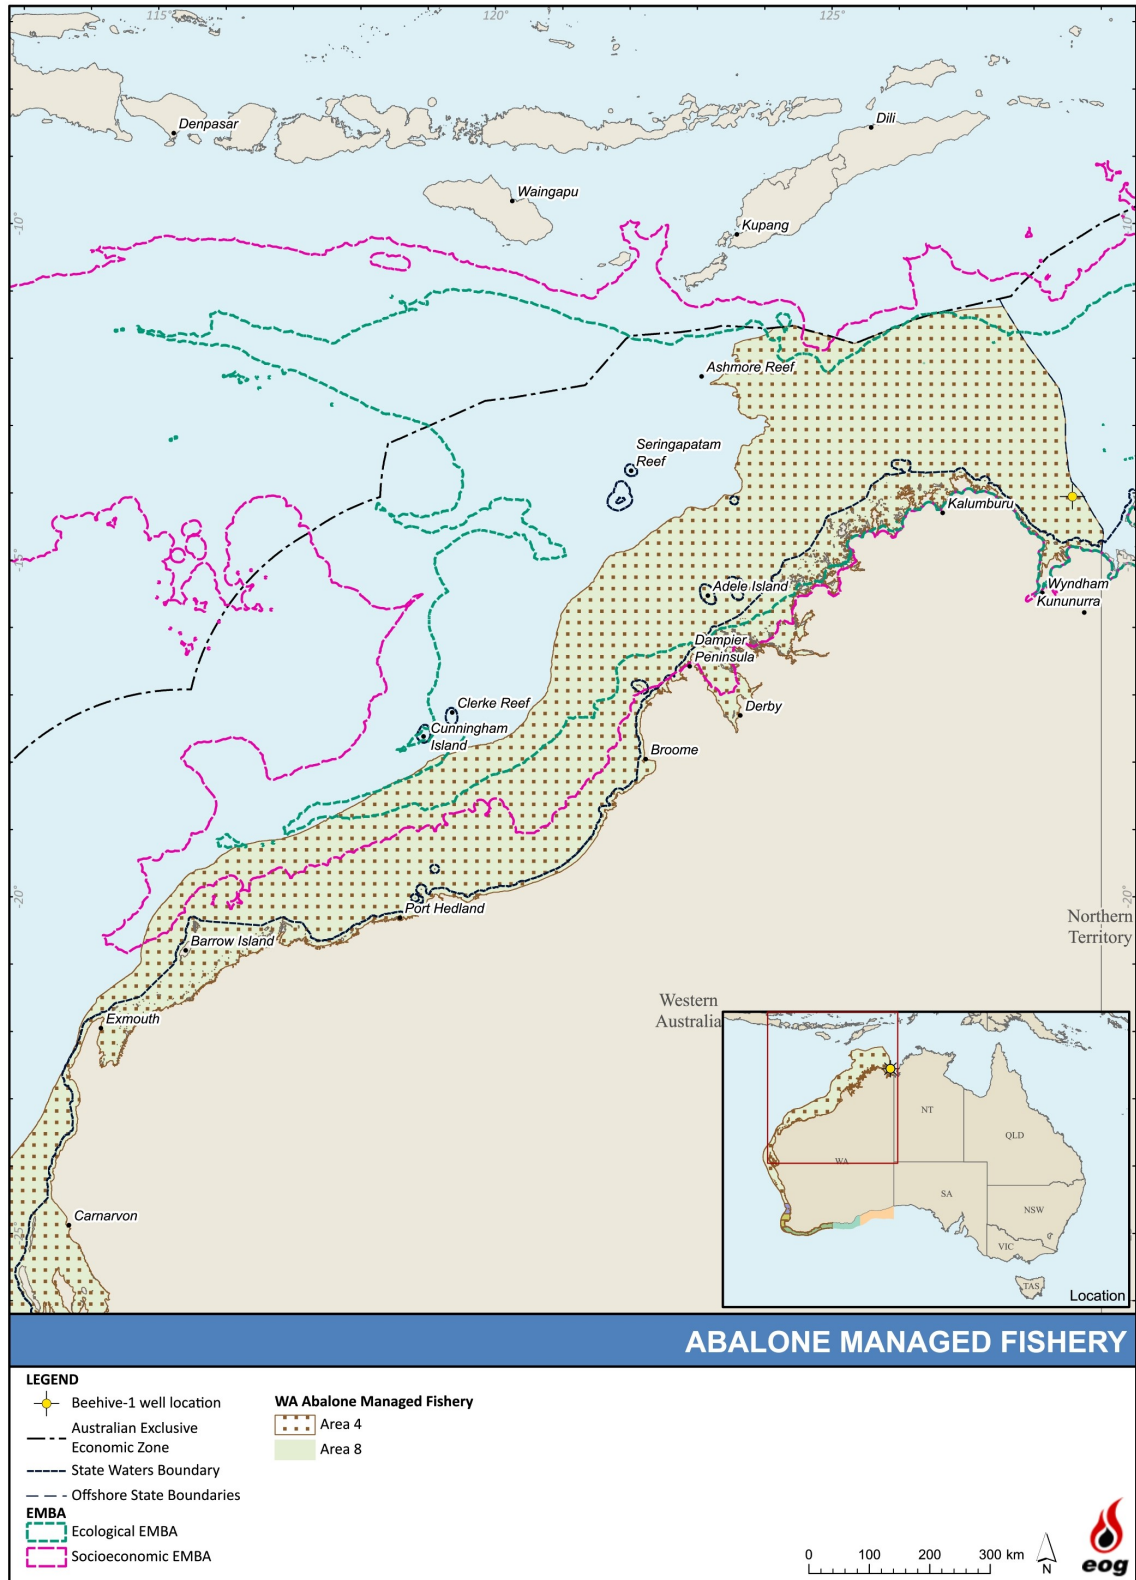 115°
120°
125°
Denpasar
Dili
Waingapu
-10°
Kupang
-10°
Ashmore Reef
Seringapatam
Reef
Kalumburu
-15°
Adele Island
Wyndham
Kununurra
Dampier
Peninsula
Clerke Reef
Derby
Cunningham
Island
Broome
-20°
-20°
Port Hedland
Northern
Territory
Barrow Island
Western
Australia
Exmouth
NT
QLD
WA
SA
NSW
VIC
TAS
Carnarvon
-25°
Location
ABALONE MANAGED FISHERY
LEGEND
Beehive-1 well location
Australian Exclusive
Economic Zone
State Waters Boundary
Offshore State Boundaries
EMBA
Ecological EMBA
Socioeconomic EMBA
WA Abalone Managed Fishery
Area 4
Area 8
0 100 200 300 km
N
eog